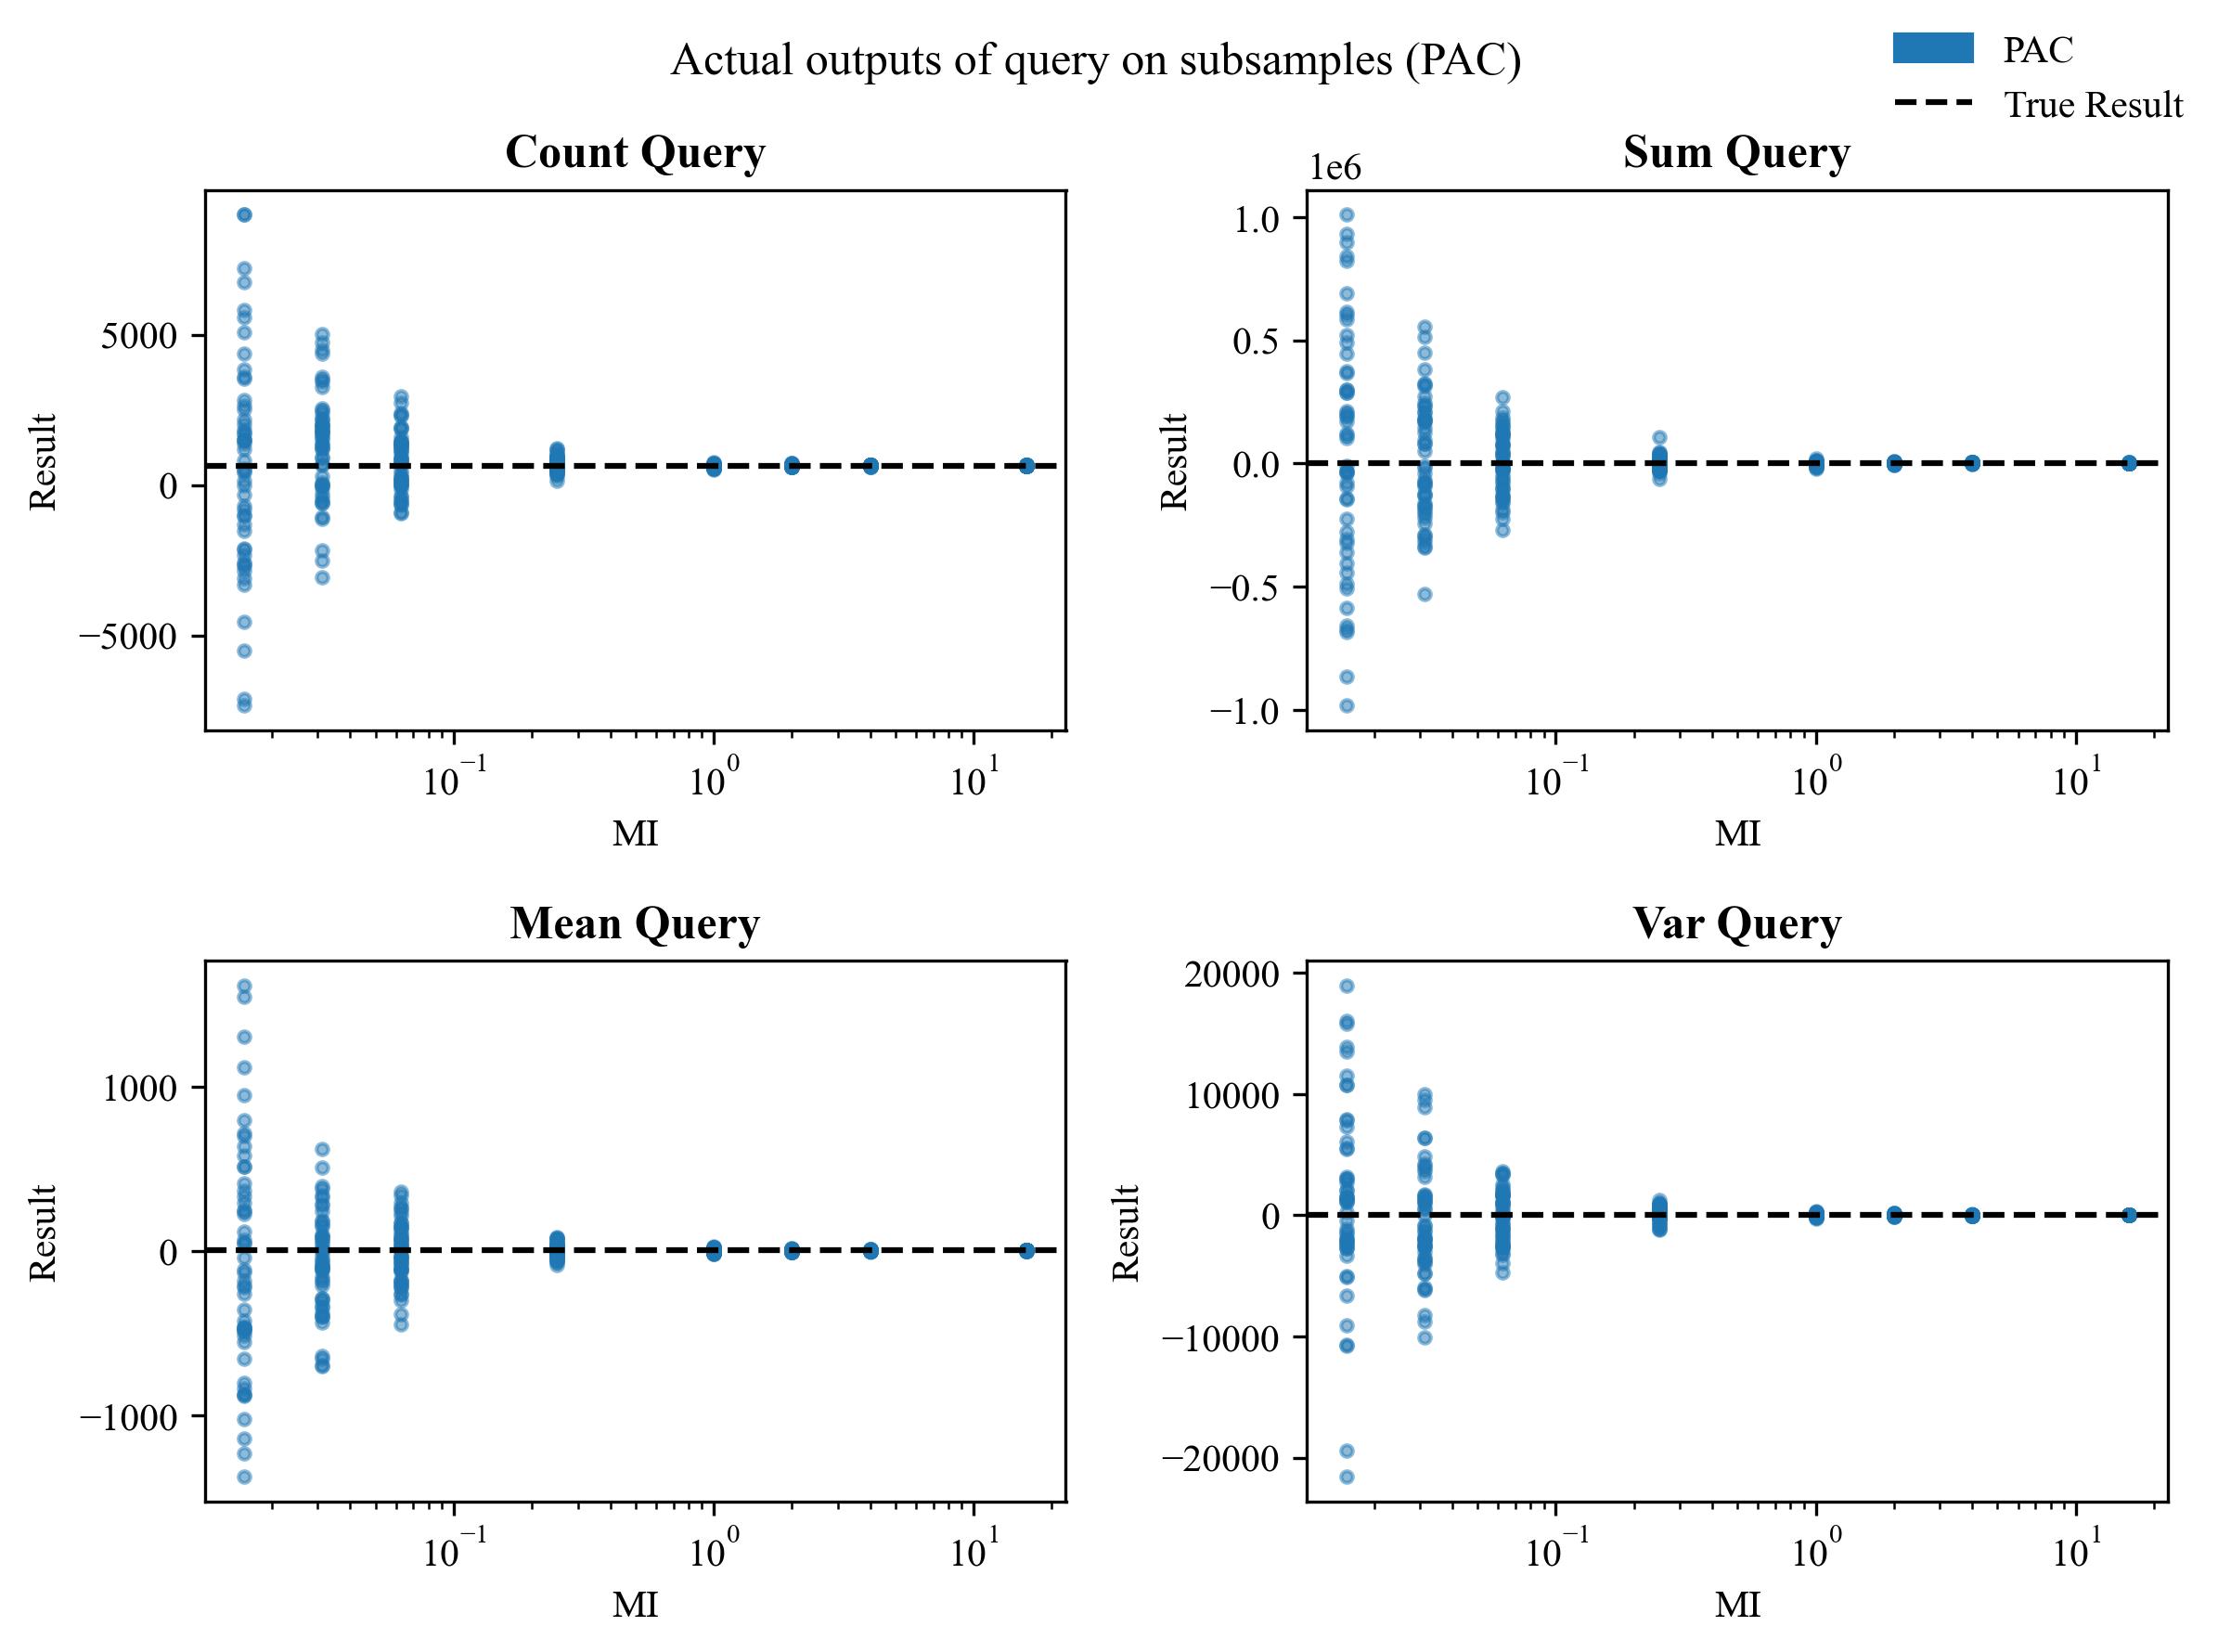 Actual outputs of query on subsamples (PAC)
PAC
True Result
Count Query
Result
5000
0
−5000
10⁻¹
10⁰
10¹
MI
Sum Query
1e6
Result
1.0
0.5
0.0
−0.5
−1.0
10⁻¹
10⁰
10¹
MI
Mean Query
Result
1000
0
−1000
10⁻¹
10⁰
10¹
MI
Var Query
Result
20000
10000
0
−10000
−20000
10⁻¹
10⁰
10¹
MI